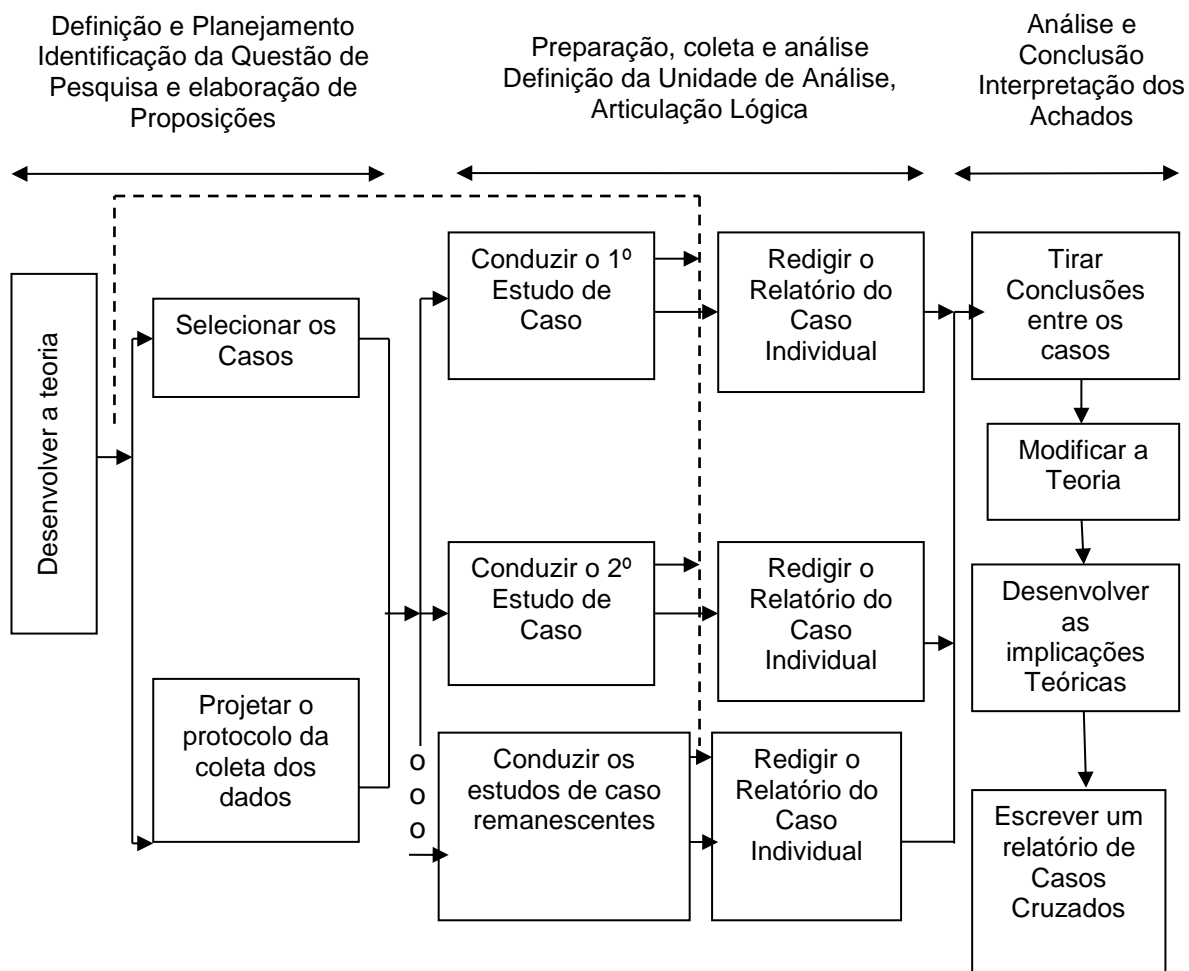 Definição e Planejamento
Identificação da Questão de
Pesquisa e elaboração de
Proposições
Preparação, coleta e análise
Definição da Unidade de Análise,
Articulação Lógica
Análise e
Conclusão
Interpretação dos
Achados
Desenvolver a teoria
Selecionar os
Casos
Projetar o
protocolo da
coleta dos
dados
Conduzir o 1º
Estudo de
Caso
Redigir o
Relatório do
Caso
Individual
Conduzir o 2º
Estudo de
Caso
Redigir o
Relatório do
Caso
Individual
o
o
o
Conduzir os
estudos de caso
remanescentes
Redigir o
Relatório do
Caso
Individual
Tirar
Conclusões
entre os
casos
Modificar a
Teoria
Desenvolver
as
implicações
Teóricas
Escrever um
relatório de
Casos
Cruzados